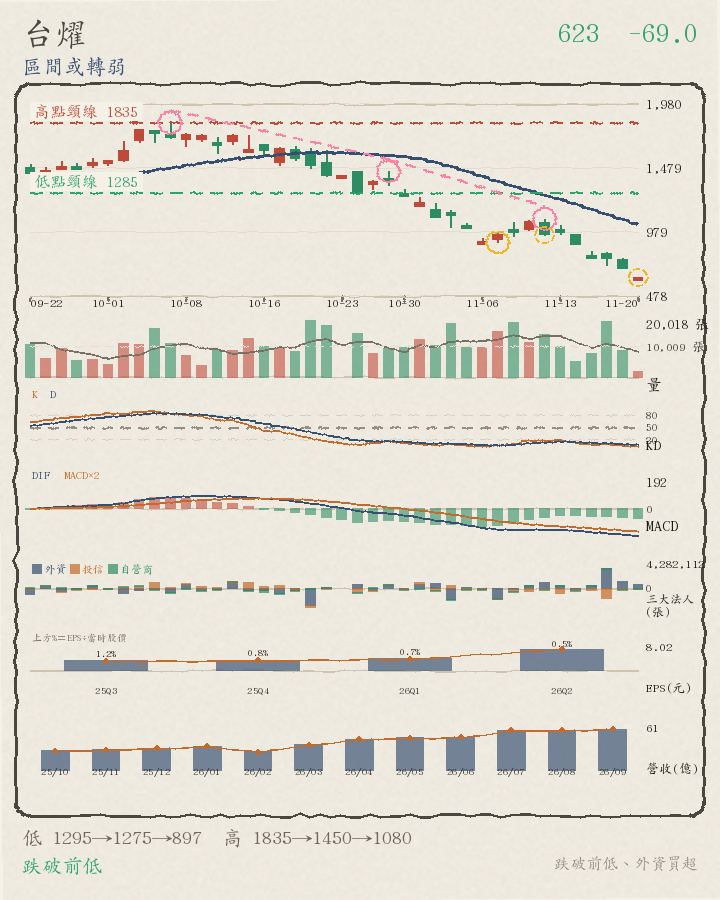 台燿
623 -69.0
區間或轉弱
高點頸線 1835
低點頸線 1285
1,980
1,479
979
478
09-22 10-01 10-08 10-16 10-23 10-30 11-06 11-13 11-20
20,018 張
10,009 張
量
K D
80
50
20
KD
DIF MACD×2
192
0
MACD
外資 投信 自營商
4,282,112
0
三大法人
(張)
上方%=EPS÷當時股價
1.2% 0.8% 0.7% 0.5%
8.02
25Q3 25Q4 26Q1 26Q2
EPS(元)
61
25/10 25/11 25/12 26/01 26/02 26/03 26/04 26/05 26/06 26/07 26/08 26/09
營收(億)
低 1295→1275→897 高 1835→1450→1080
跌破前低
跌破前低、外資買超